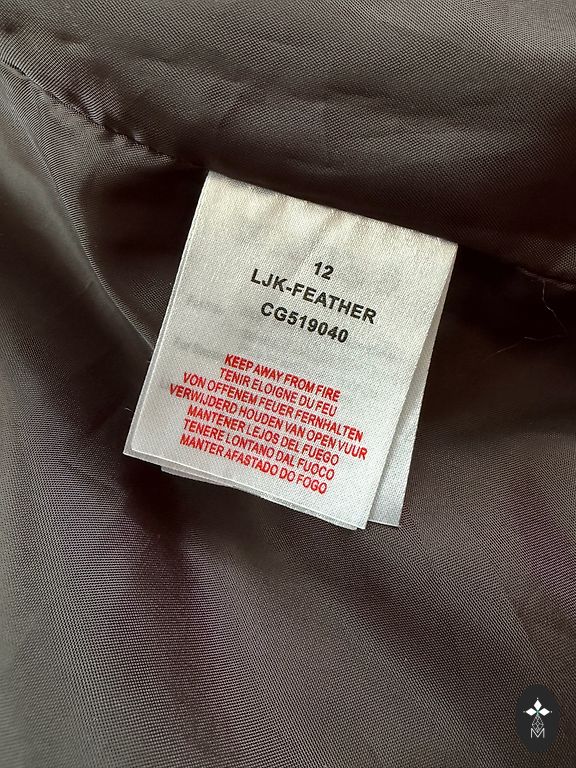 12
LJK-FEATHER
CG519040
KEEP AWAY FROM FIRE
TENIR ELOIGNE DU FEU
VON OFFENEM FEUER FERNHALTEN
VERWIJDERD HOUDEN VAN OPEN VUUR
MANTENER LEJOS DEL FUEGO
TENERE LONTANO DAL FUOCO
MANTER AFASTADO DO FOGO
M